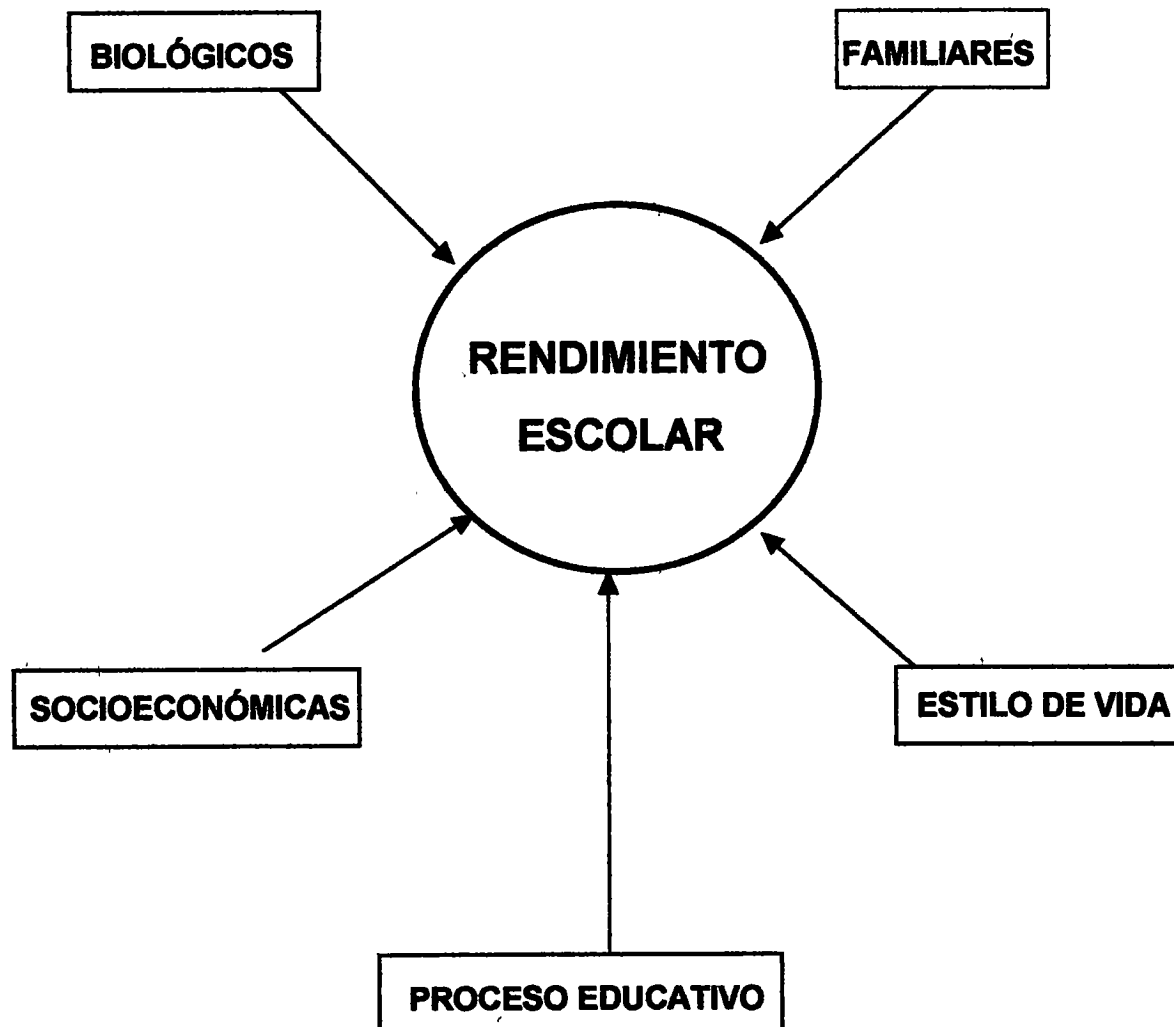 BIOLÓGICOS
FAMILIARES
RENDIMIENTO
ESCOLAR
SOCIOECONÓMICAS
ESTILO DE VIDA
PROCESO EDUCATIVO